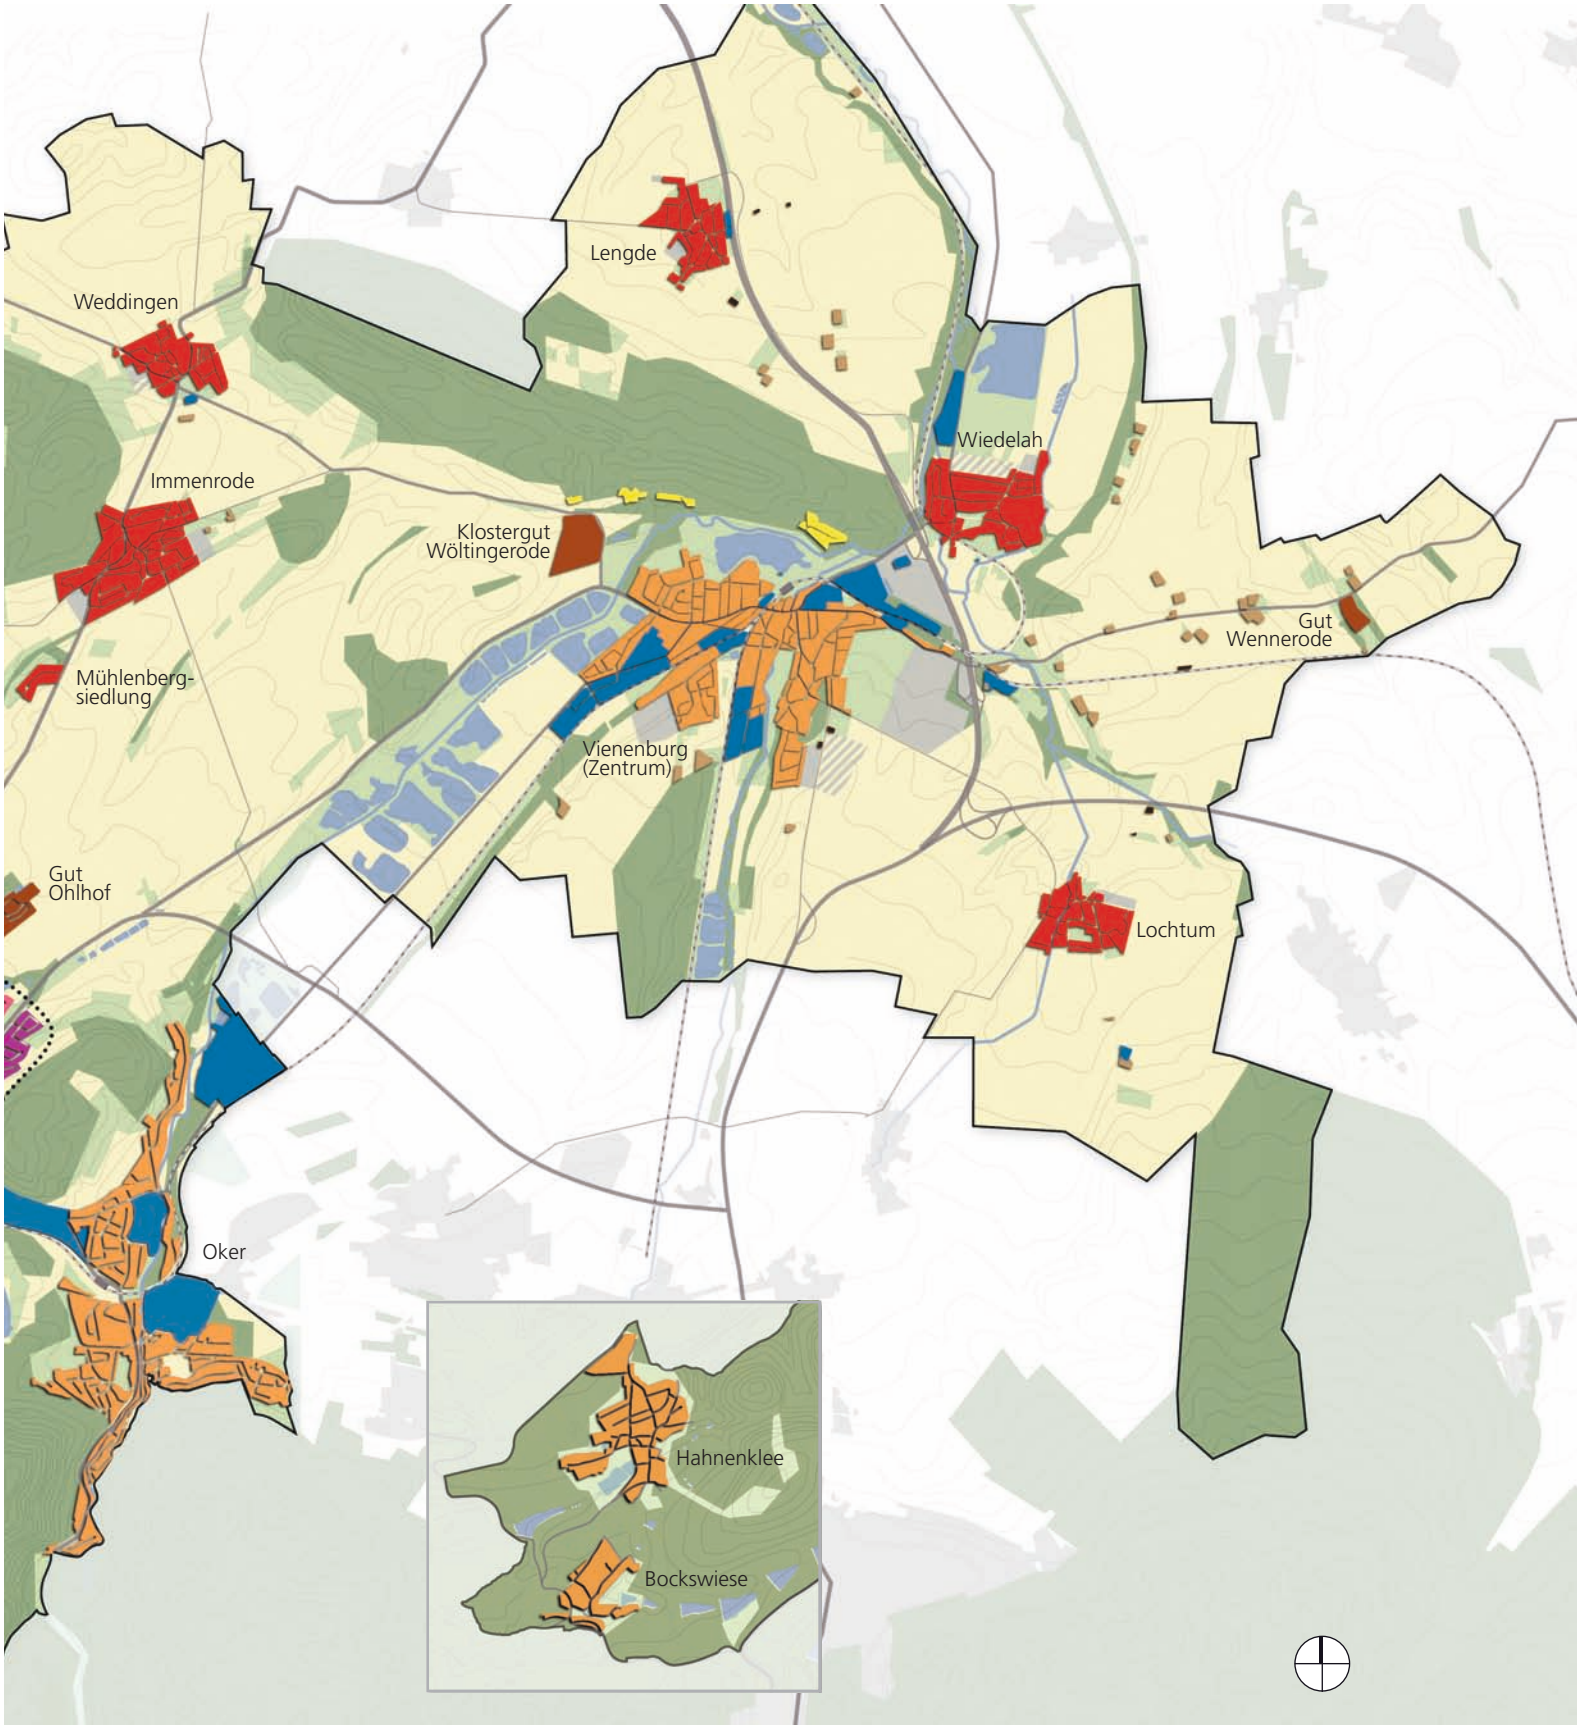 Lengde
Weddingen
Wiedelah
Immenrode
Klostergut
Wöltingerode
Gut
Wennerode
Mühlenberg-
siedlung
Vienenburg
(Zentrum)
Gut
Ohlhof
Lochtum
Oker
Hahnenklee
Bockswiese